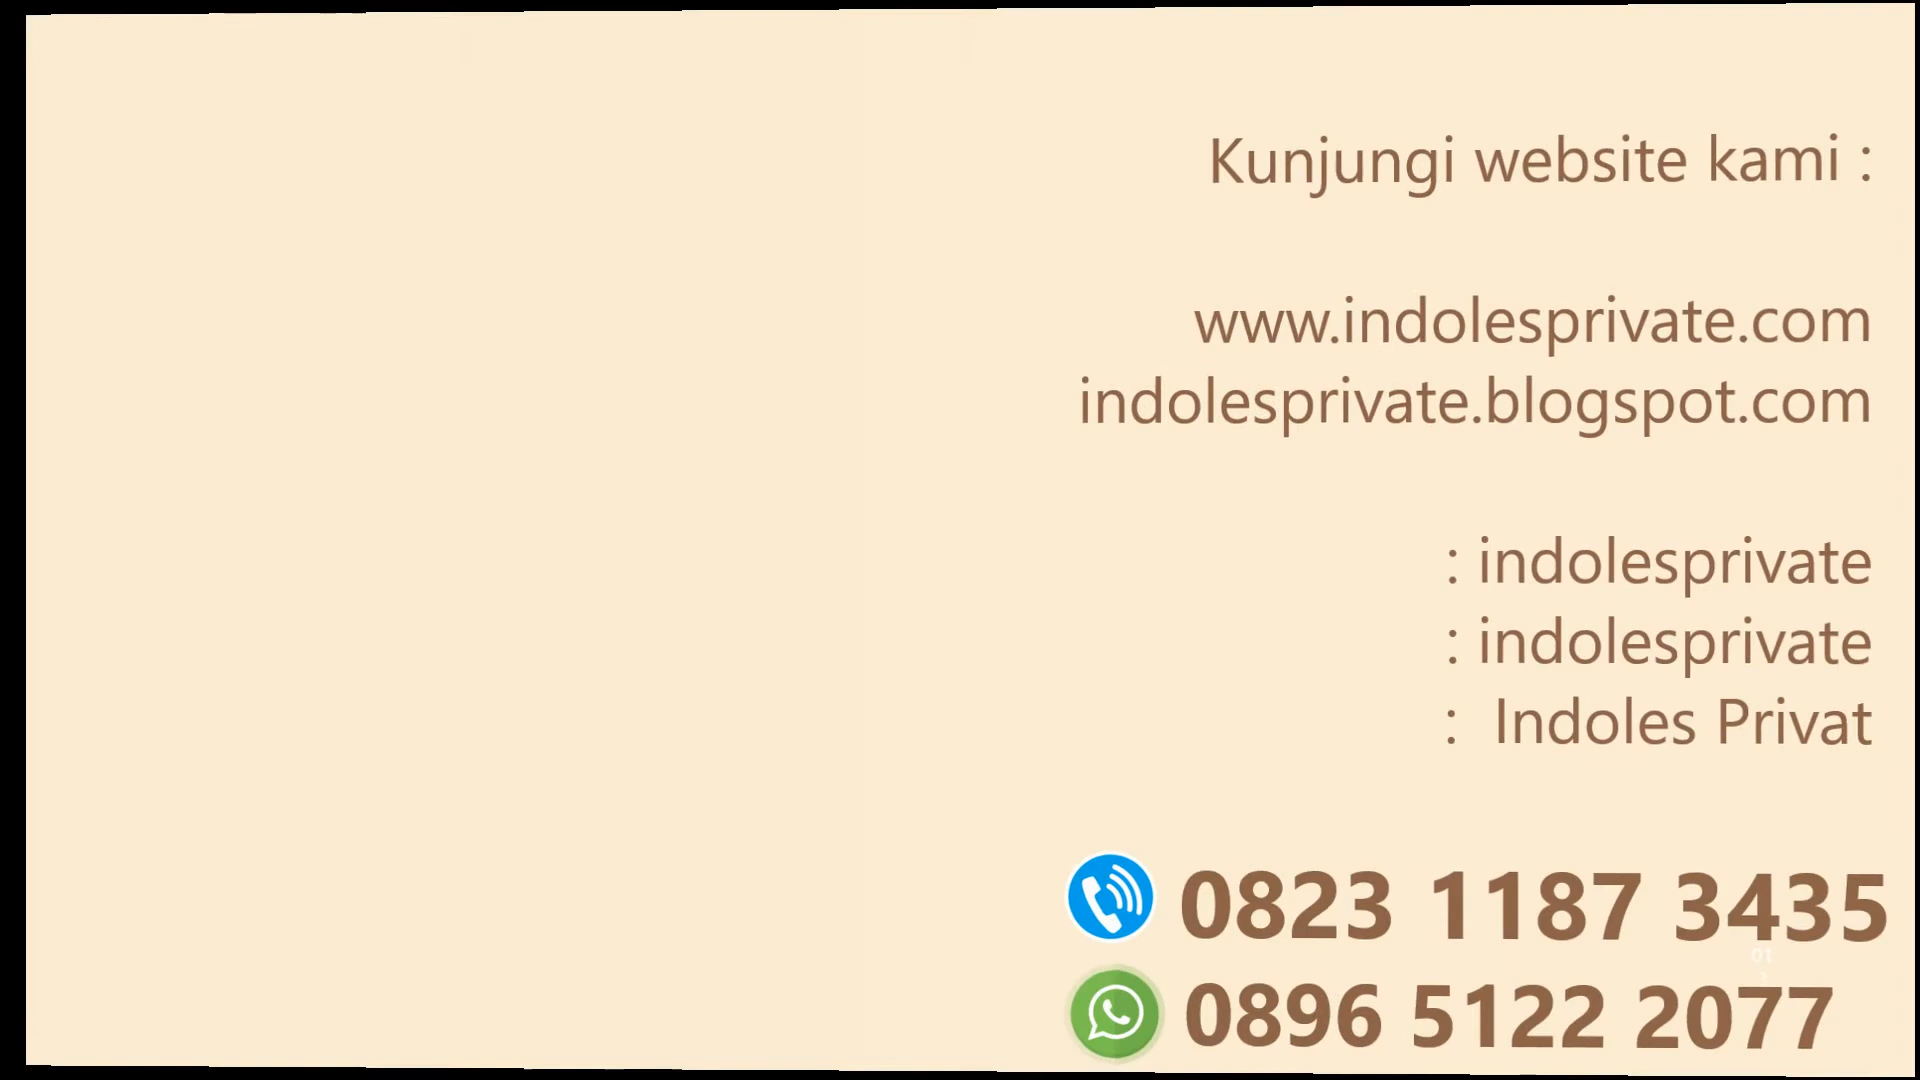 Kunjungi website kami :
www.indolesprivate.com
indolesprivate.blogspot.com
: indolesprivate
: indolesprivate
: Indoles Privat
0823 1187 3435
0896 5122 2077